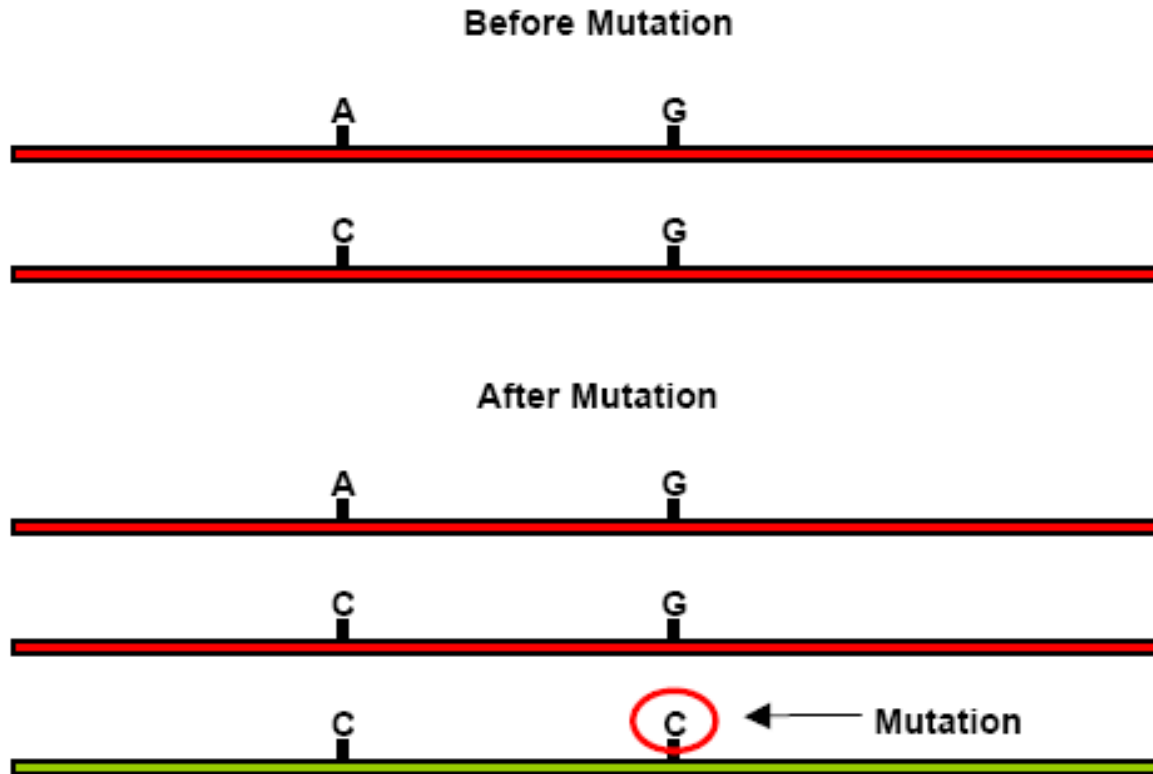 Before Mutation
A G
C G
After Mutation
A G
C G
C C Mutation